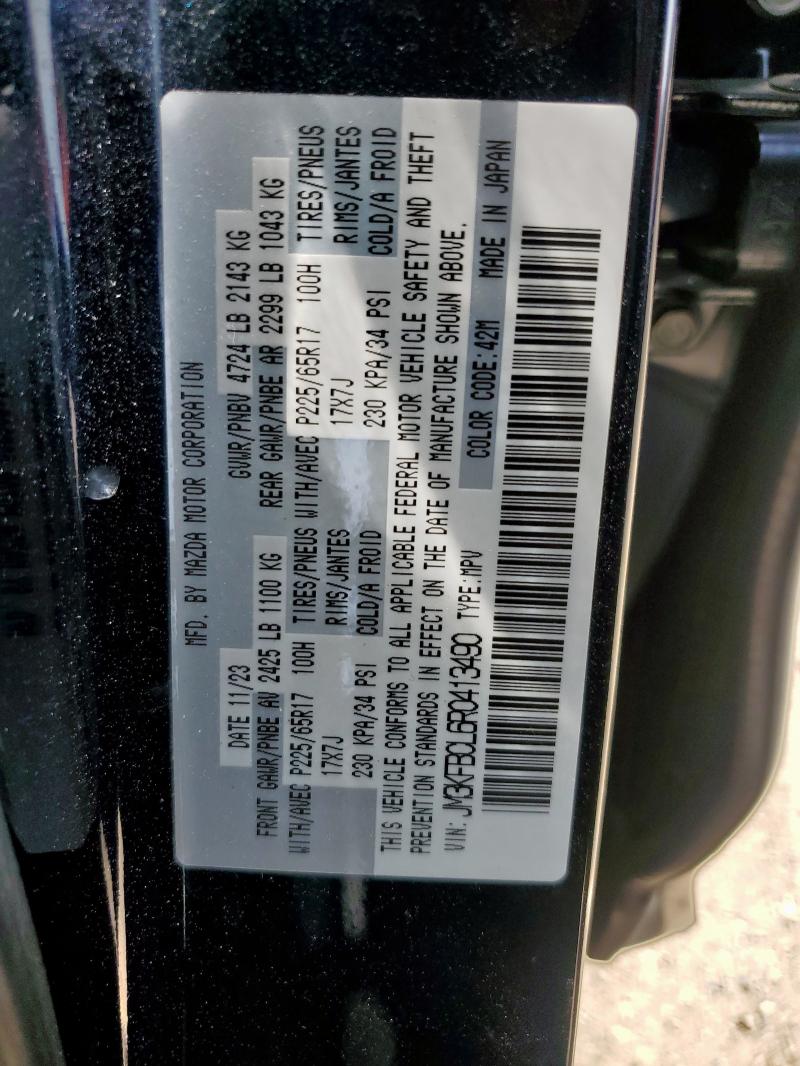 MFD. BY MAZDA MOTOR CORPORATION
DATE 11/23 GVWR/PNBV 4724 LB 2143 KG
FRONT GAWR/PNBE AV 2425 LB 1100 KG REAR GAWR/PNBE AR 2299 LB 1043 KG
WITH/AVEC P225/65R17 100H TIRES/PNEUS WITH/AVEC P225/65R17 100H TIRES/PNEUS
17X7J RIMS/JANTES 17X7J RIMS/JANTES
230 KPA/34 PSI COLD/A FROID 230 KPA/34 PSI COLD/A FROID
THIS VEHICLE CONFORMS TO ALL APPLICABLE FEDERAL MOTOR VEHICLE SAFETY AND THEFT
PREVENTION STANDARDS IN EFFECT ON THE DATE OF MANUFACTURE SHOWN ABOVE.
VIN: JM3KFBCL6R0413490 TYPE:MPV COLOR CODE:42M MADE IN JAPAN